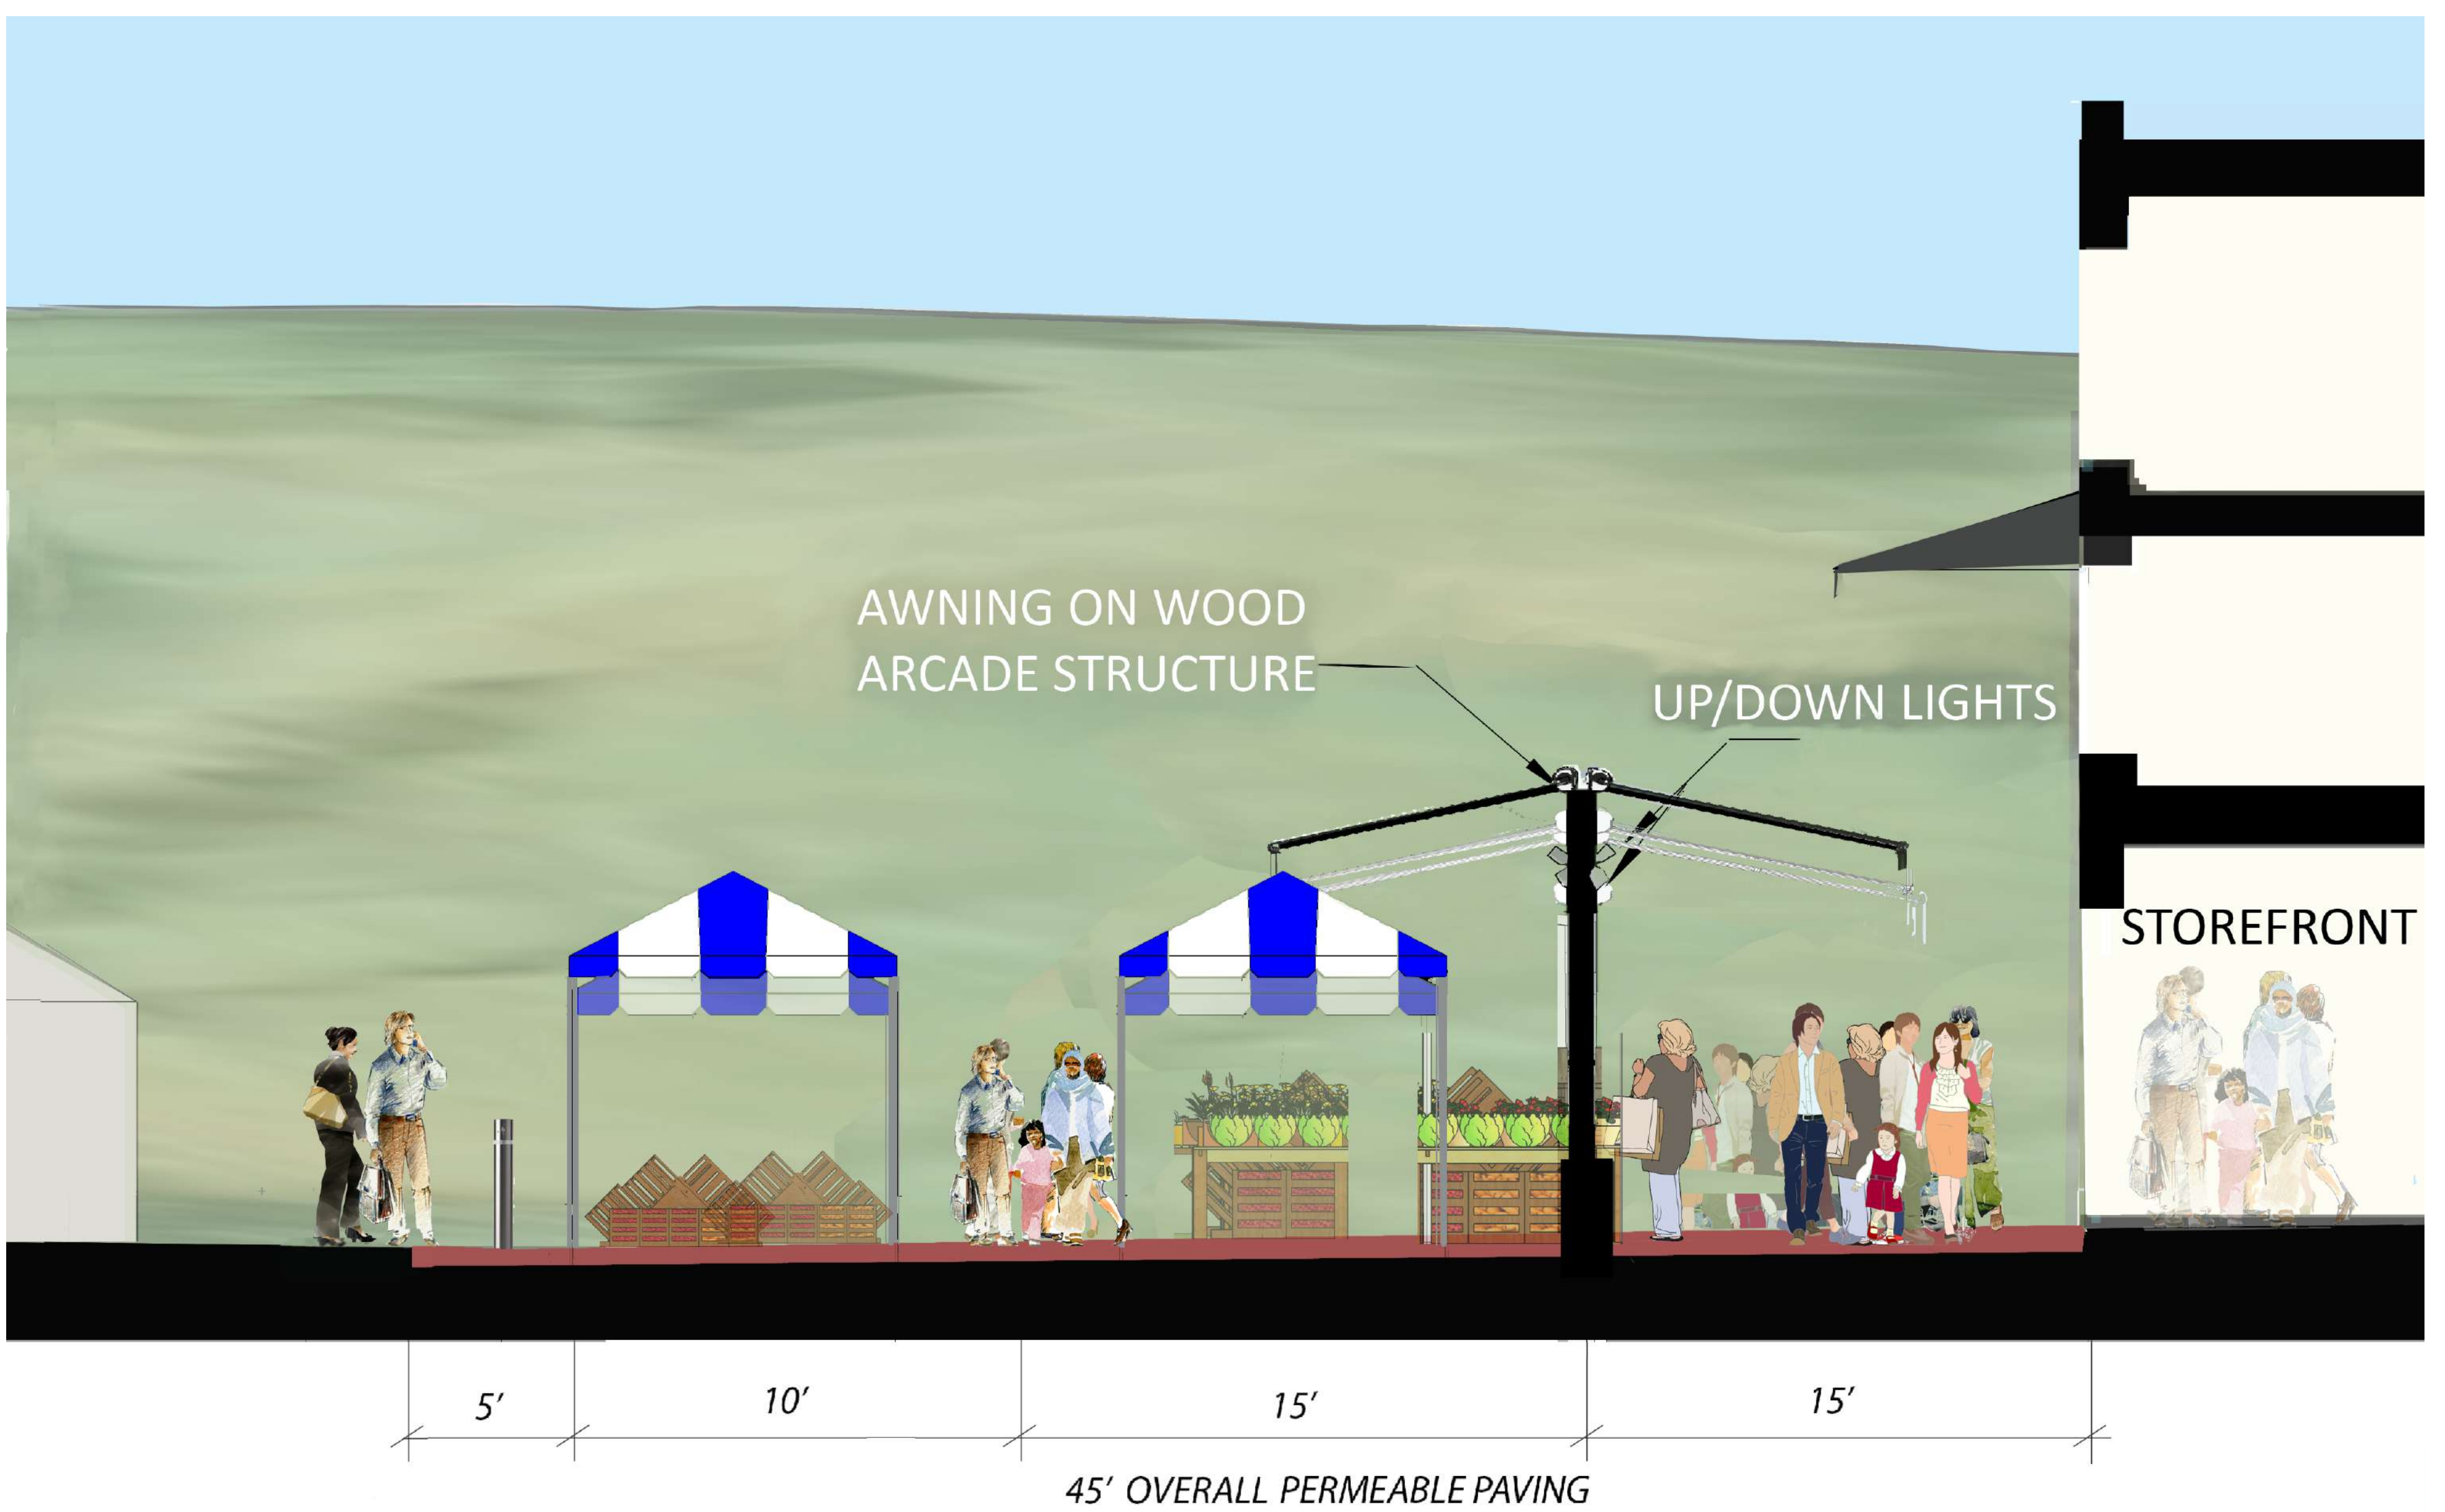 AWNING ON WOOD
ARCADE STRUCTURE
UP/DOWN LIGHTS
STOREFRONT
5'
10'
15'
15'
45' OVERALL PERMEABLE PAVING